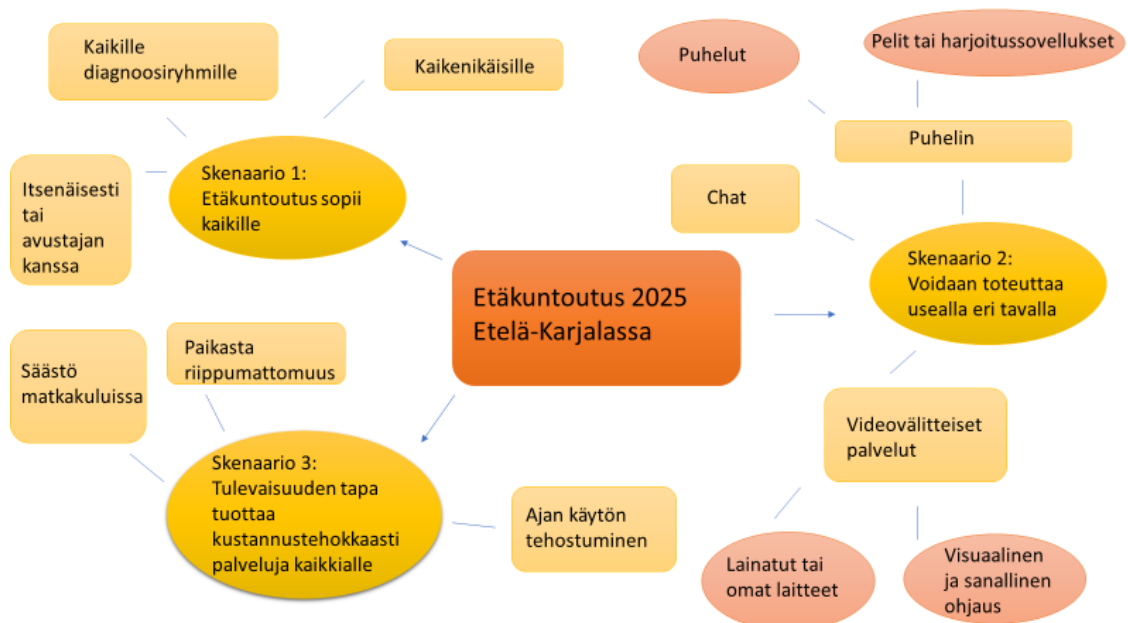 Kaikille
diagnoosiryhmille
Kaikenikäisille
Itsenäisesti
tai
avustajan
kanssa
Skenaario 1:
Etäkuntoutus sopii
kaikille
Puhelut
Pelit tai harjoitussovellukset
Puhelin
Chat
Skenaario 2:
Voidaan toteuttaa
usealla eri tavalla
Etäkuntoutus 2025
Etelä-Karjalassa
Säästö
matkakuluissa
Paikasta
riippumattomuus
Skenaario 3:
Tulevaisuuden tapa
tuottaa
kustannustehokkaasti
palveluja kaikkialle
Ajan käytön
tehostuminen
Videovälitteiset
palvelut
Lainatut tai
omat laitteet
Visuaalinen
ja sanallinen
ohjaus